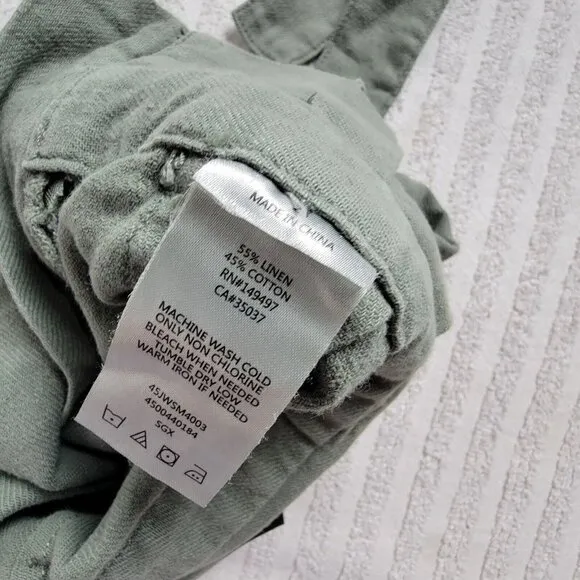 MADE IN CHINA
55% LINEN
45% COTTON
RN#149497
CA#35037
MACHINE WASH COLD
ONLY NON CHLORINE
BLEACH WHEN NEEDED
TUMBLE DRY LOW
WARM IRON IF NEEDED
45JWSM4003
4500440184
SGX